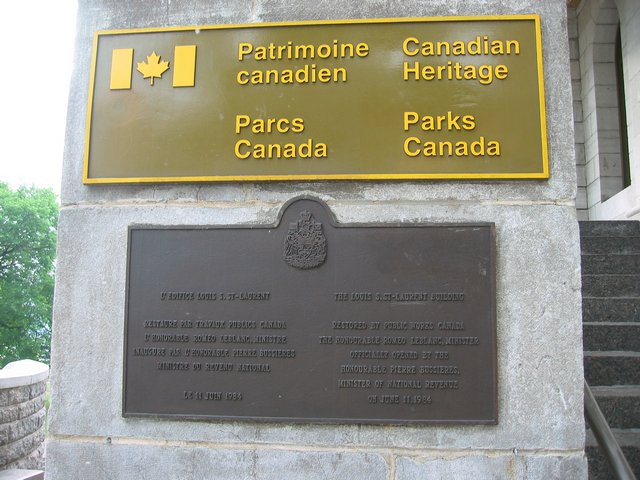 Patrimoine
canadien
Canadian
Heritage
Parcs
Canada
Parks
Canada
L'EDIFICE LOUIS S. ST-LAURENT
RESTAURE PAR TRAVAUX PUBLICS CANADA
L'HONORABLE ROMEO LEBLANC, MINISTRE
INAUGURE PAR L'HONORABLE PIERRE BUSSIERES
MINISTRE DU REVENU NATIONAL
LE 11 JUIN 1984
THE LOUIS S. ST-LAURENT BUILDING
RESTORED BY PUBLIC WORKS CANADA
THE HONOURABLE ROMEO LEBLANC, MINISTER
OFFICIALLY OPENED BY THE
HONOURABLE PIERRE BUSSIERES,
MINISTER OF NATIONAL REVENUE
ON JUNE 11, 1984